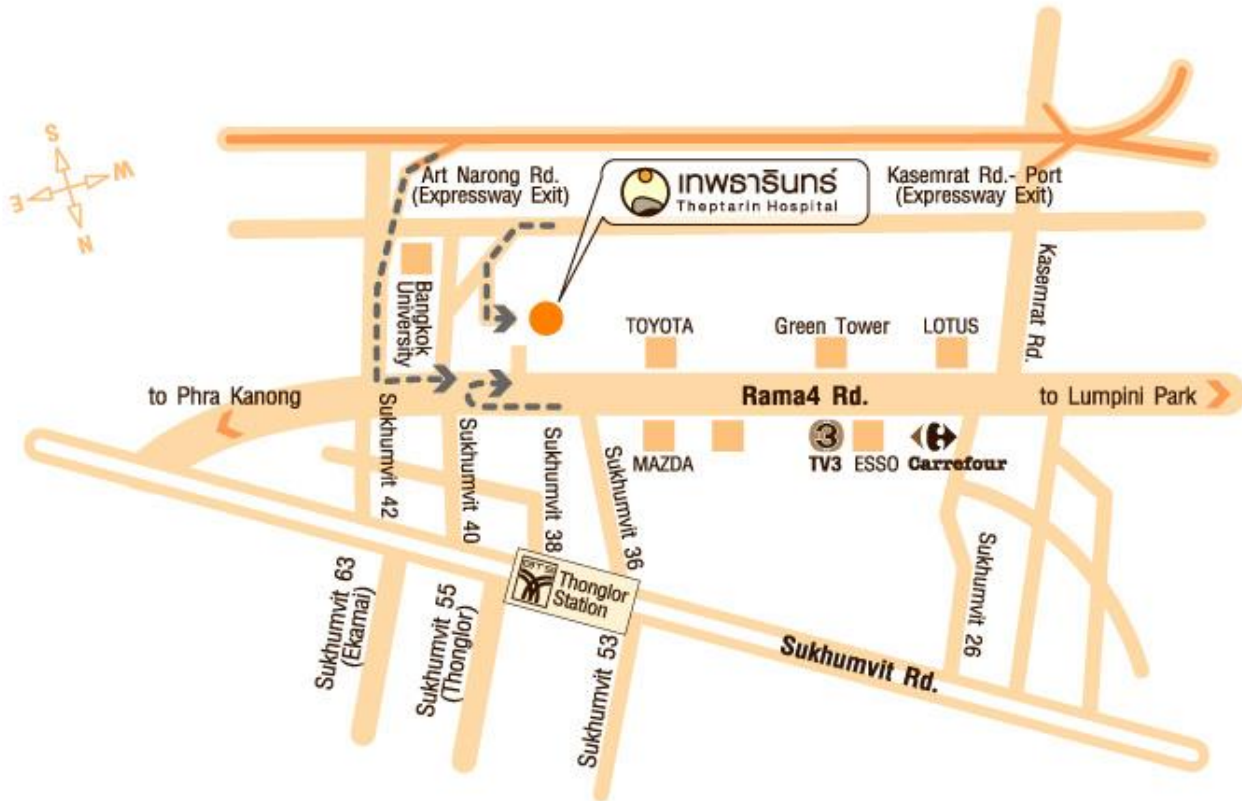 S
W
E
N
Art Narong Rd.
(Expressway Exit)
เทพธารินทร์
Theptarin Hospital
Kasemrat Rd.- Port
(Expressway Exit)
Kasemrat Rd.
Bangkok
University
TOYOTA
Green Tower
LOTUS
to Phra Kanong
Rama4 Rd.
to Lumpini Park
Sukhumvit 42
Sukhumvit 40
Sukhumvit 38
Sukhumvit 36
MAZDA
3
TV3
ESSO
Carrefour
Sukhumvit 26
BTS
Thonglor
Station
Sukhumvit 63
(Ekamai)
Sukhumvit 55
(Thonglor)
Sukhumvit 53
Sukhumvit Rd.